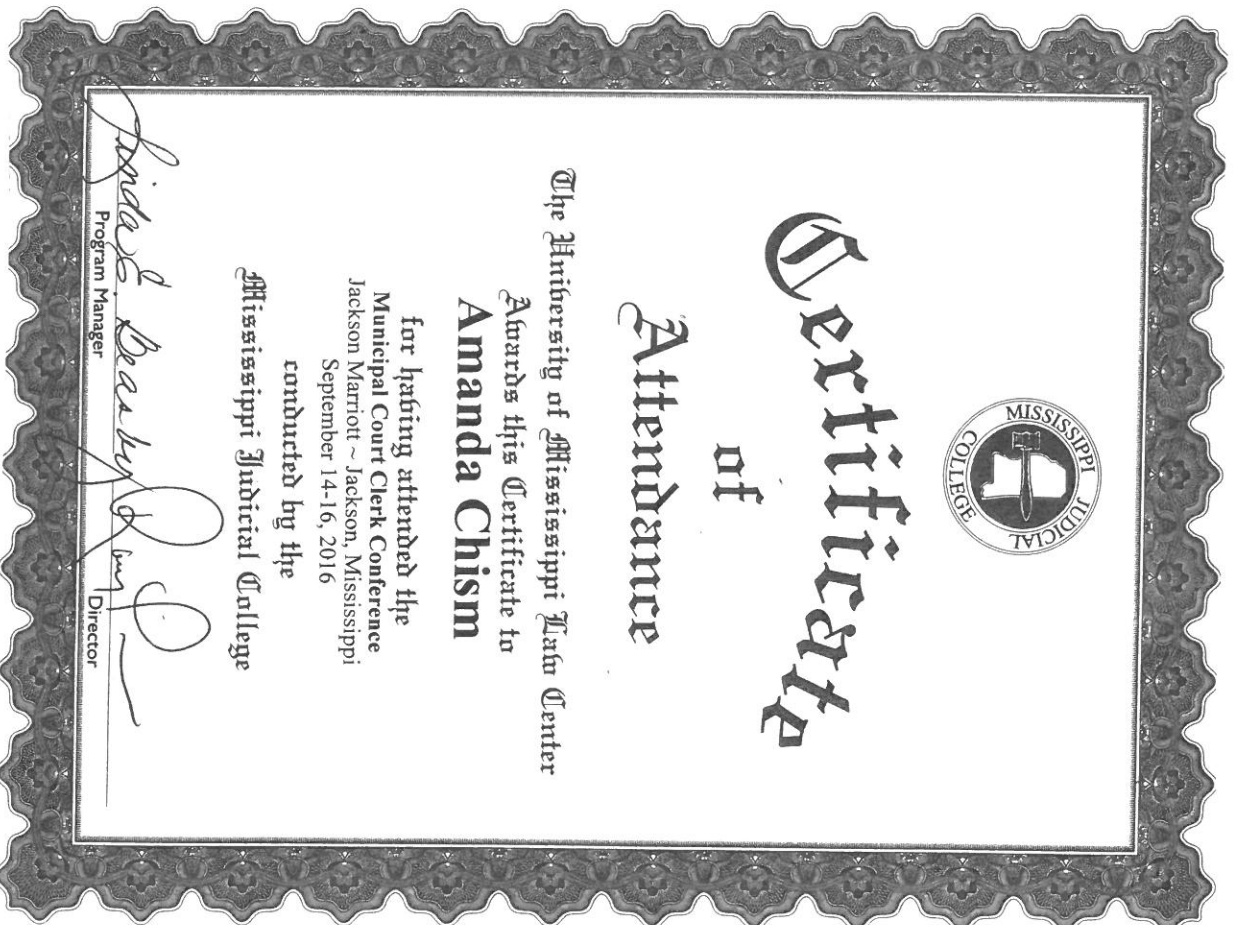 MISSISSIPPI JUDICIAL
COLLEGE
Certificate
of
Attendance
The University of Mississippi Law Center
Awards this Certificate to
Amanda Chism
for having attended the
Municipal Court Clerk Conference
Jackson Marriott ~ Jackson, Mississippi
September 14-16, 2016
conducted by the
Mississippi Judicial College
Program Manager
Director